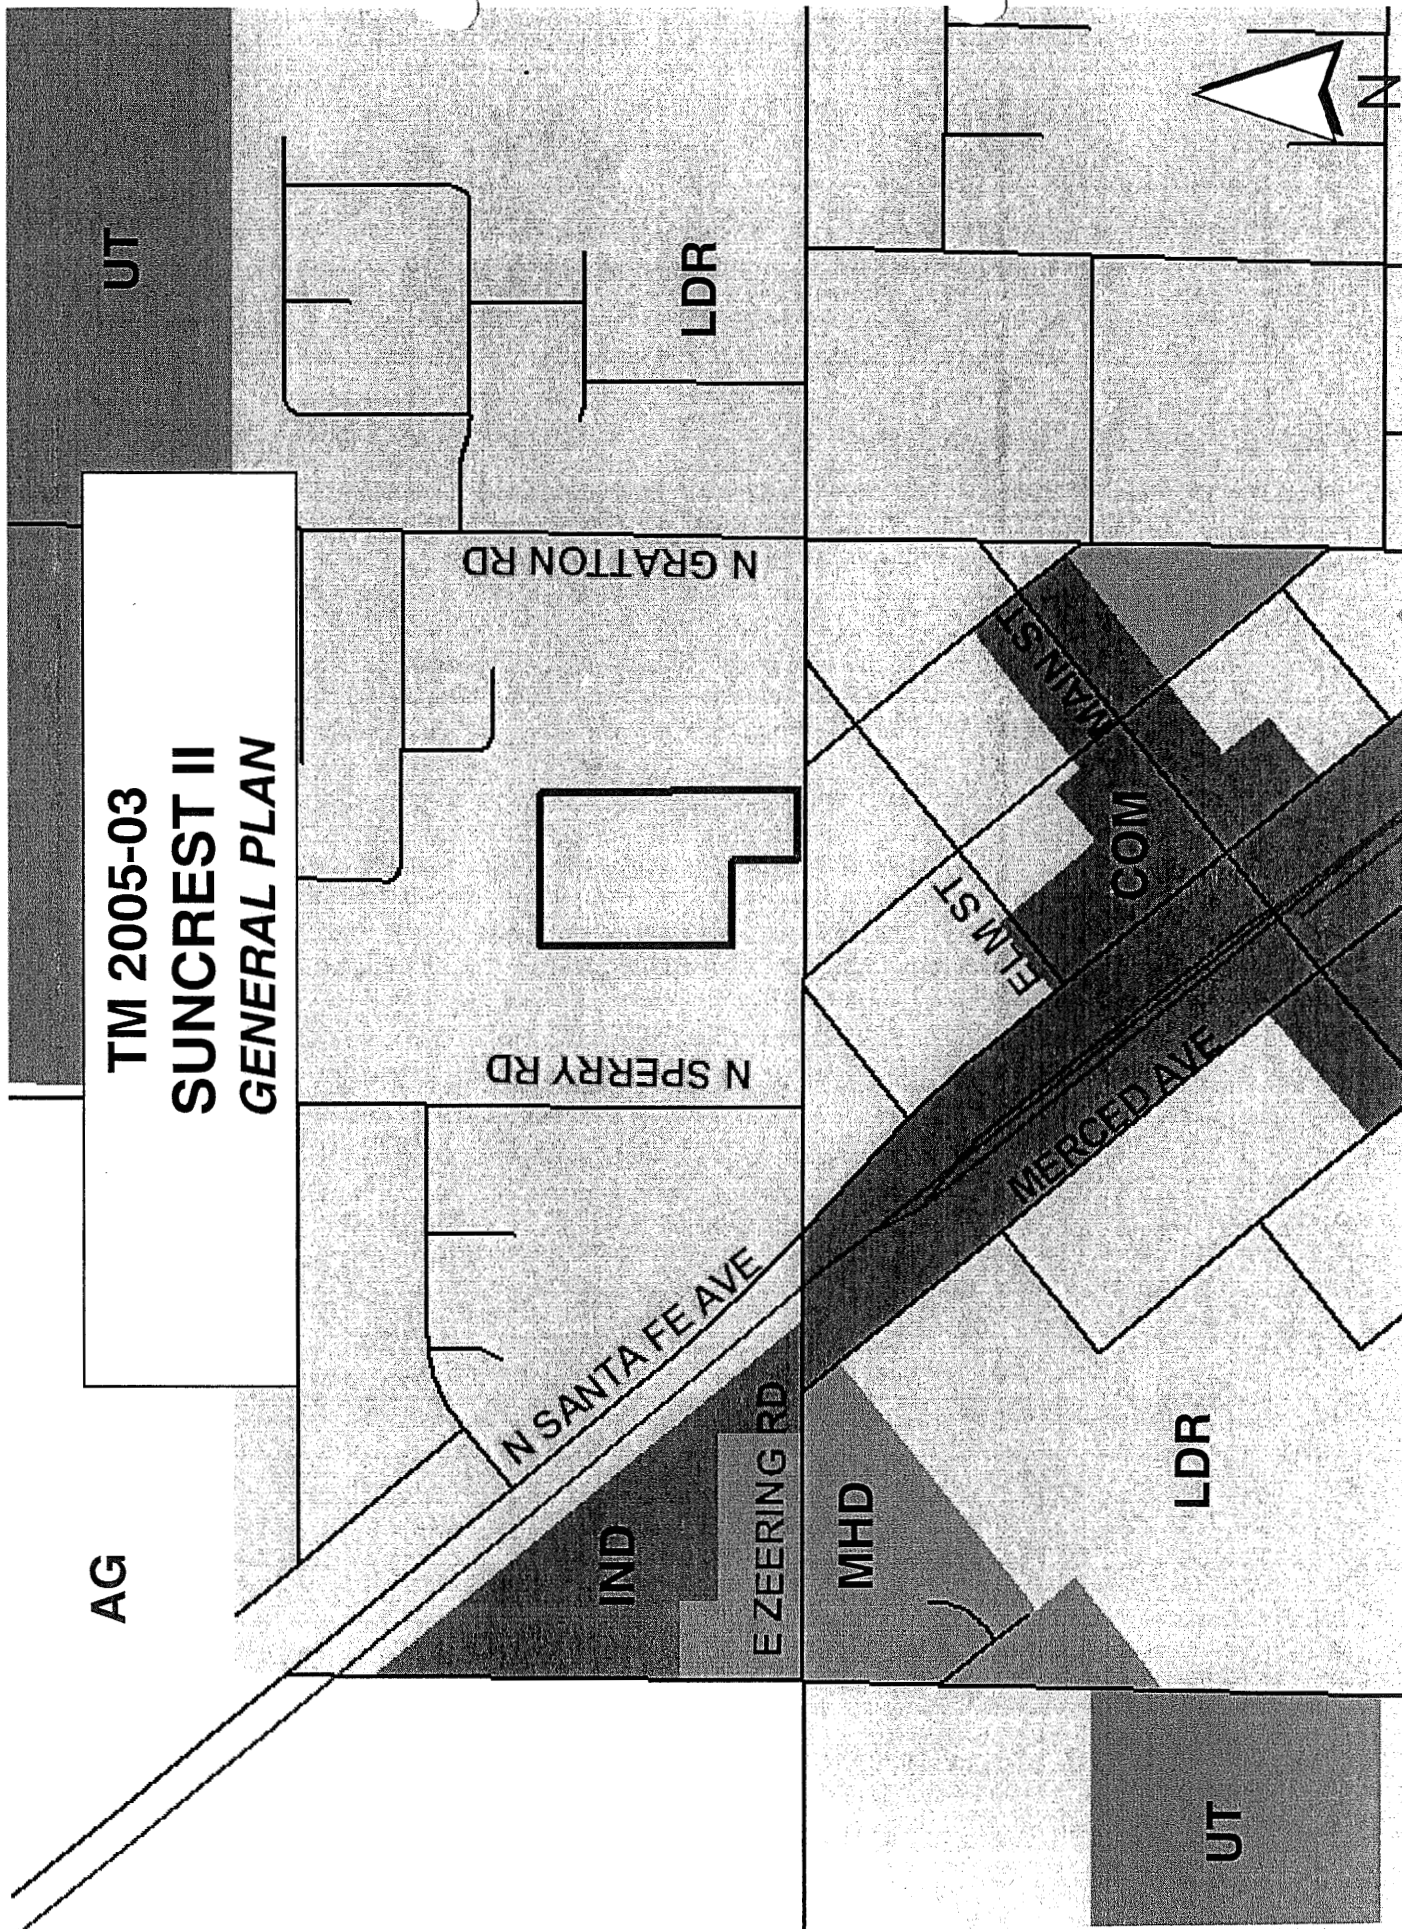 TM 2005-03
SUNCREST II
GENERAL PLAN
AG
UT
N SANTA FE AVE
N SPERRY RD
N GRATTON RD
LDR
IND
E ZEERING RD
MHD
ELM ST
MAIN ST
COM
MERCED AVE
LDR
UT
N